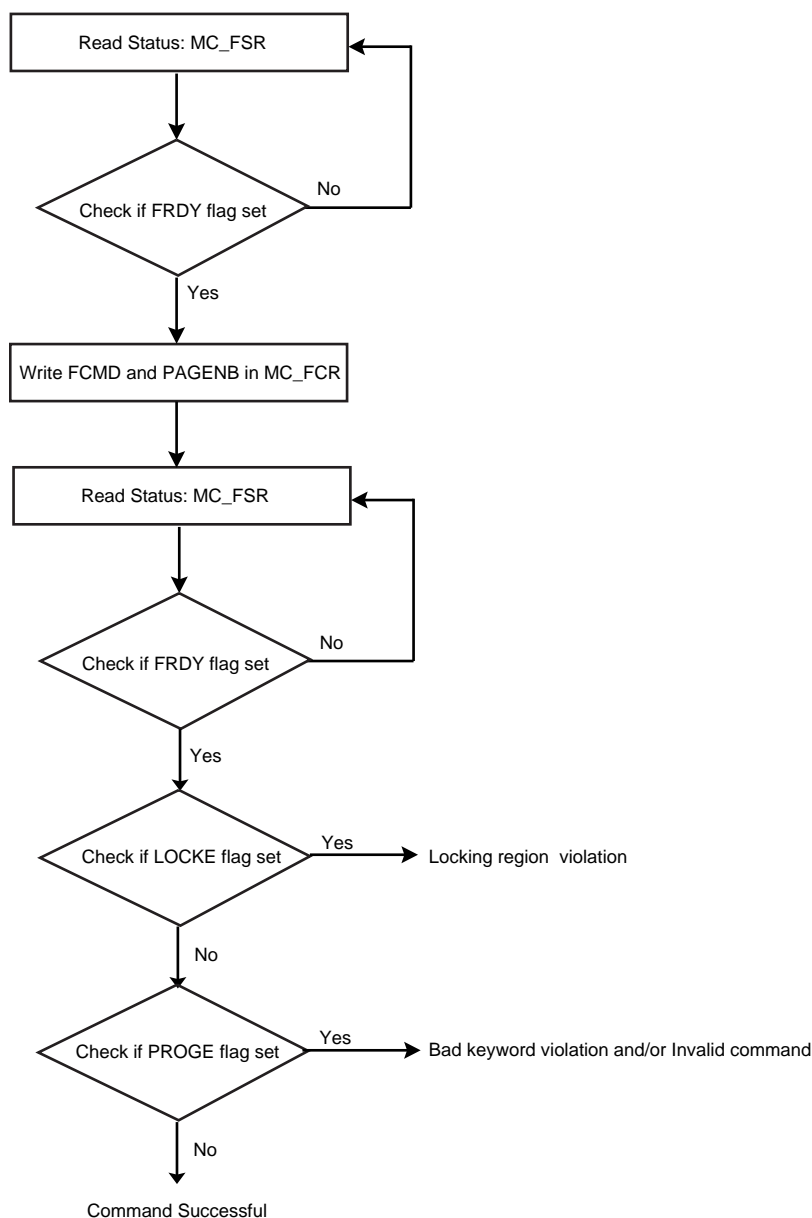 Read Status: MC_FSR
Check if FRDY flag set
No
Yes
Write FCMD and PAGENB in MC_FCR
Read Status: MC_FSR
Check if FRDY flag set
No
Yes
Check if LOCKE flag set
Yes
Locking region violation
No
Check if PROGE flag set
Yes
Bad keyword violation and/or Invalid command
No
Command Successful